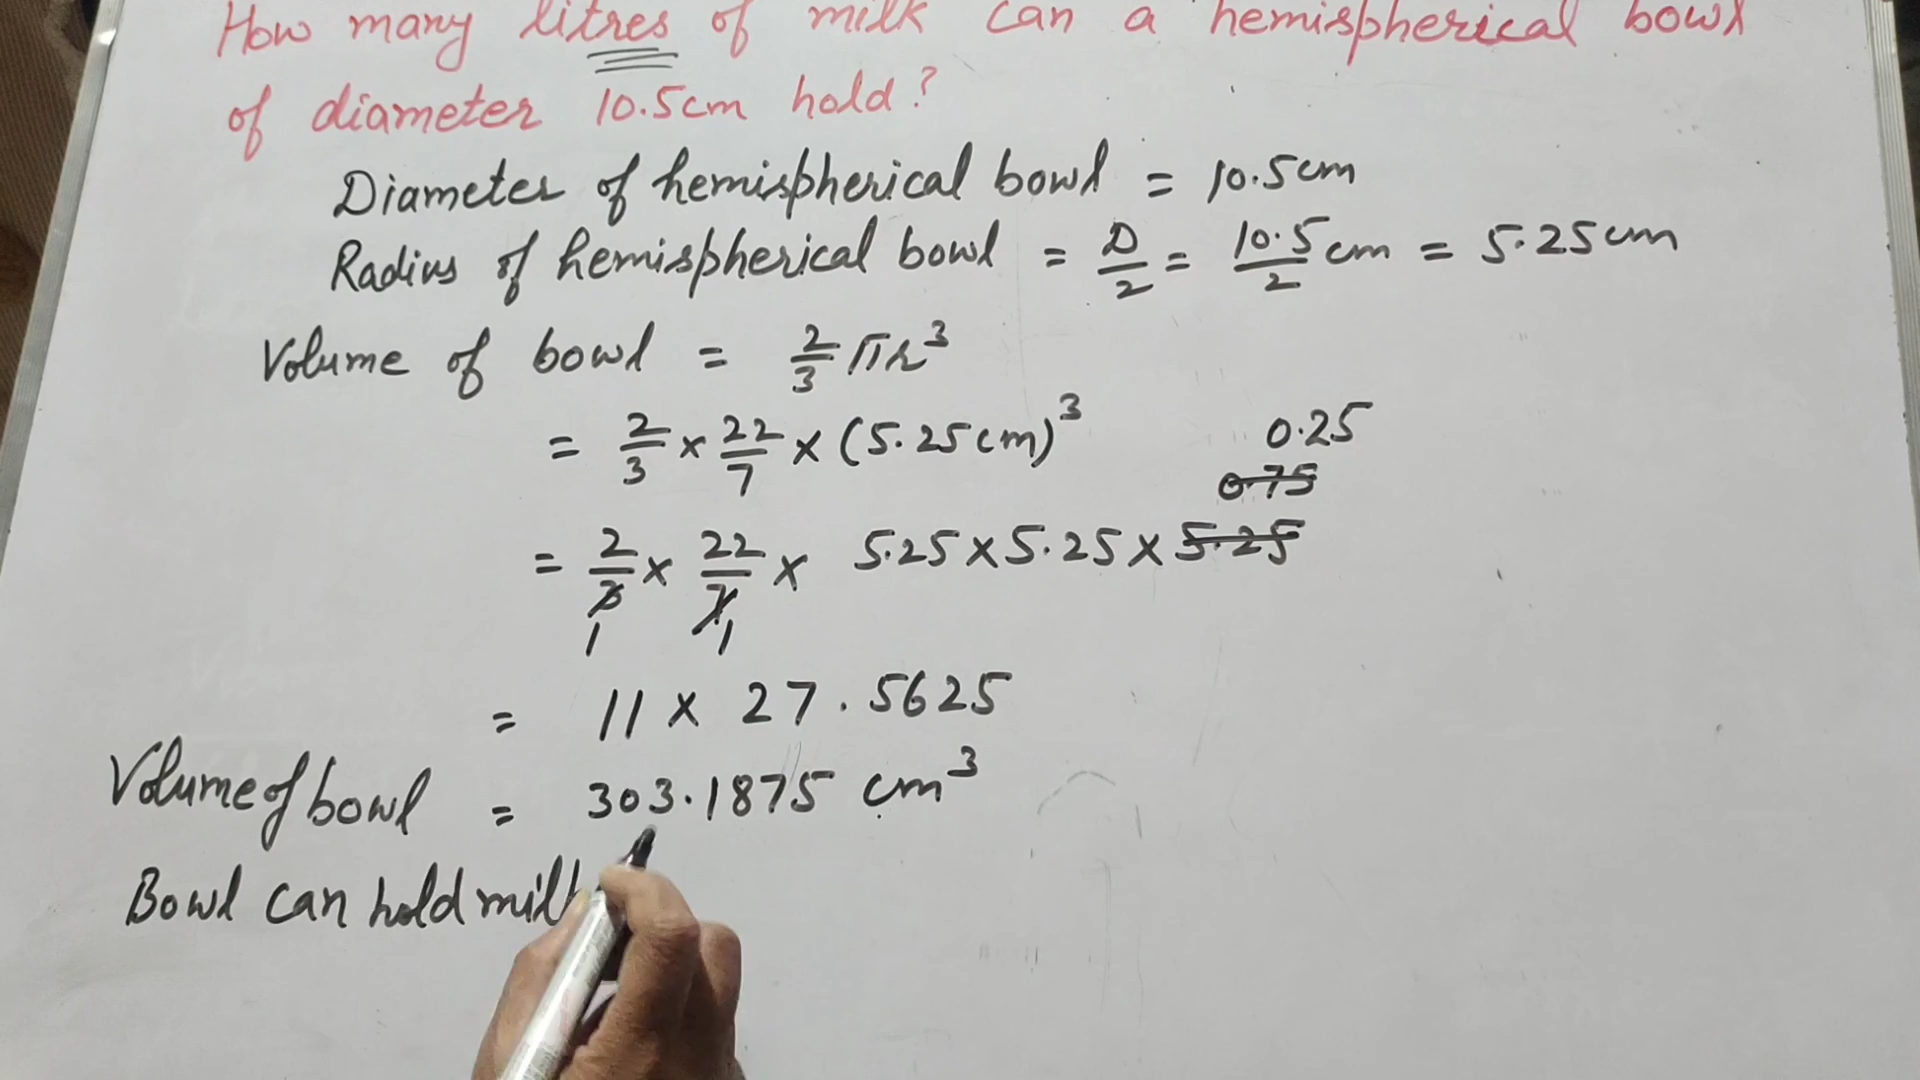 How many litres of milk can a hemispherical bowl
of diameter 10.5cm hold?
Diameter of hemispherical bowl = 10.5cm
Radius of hemispherical bowl = D/2 = 10.5/2 cm = 5.25cm
Volume of bowl = 2/3 πr³
= 2/3 × 22/7 × (5.25cm)³
0.25
0.75
= 2/3 × 22/7 × 5.25 × 5.25 × 5.25
1 1
= 11 × 27.5625
Volume of bowl = 303.1875 cm³
Bowl can hold milk